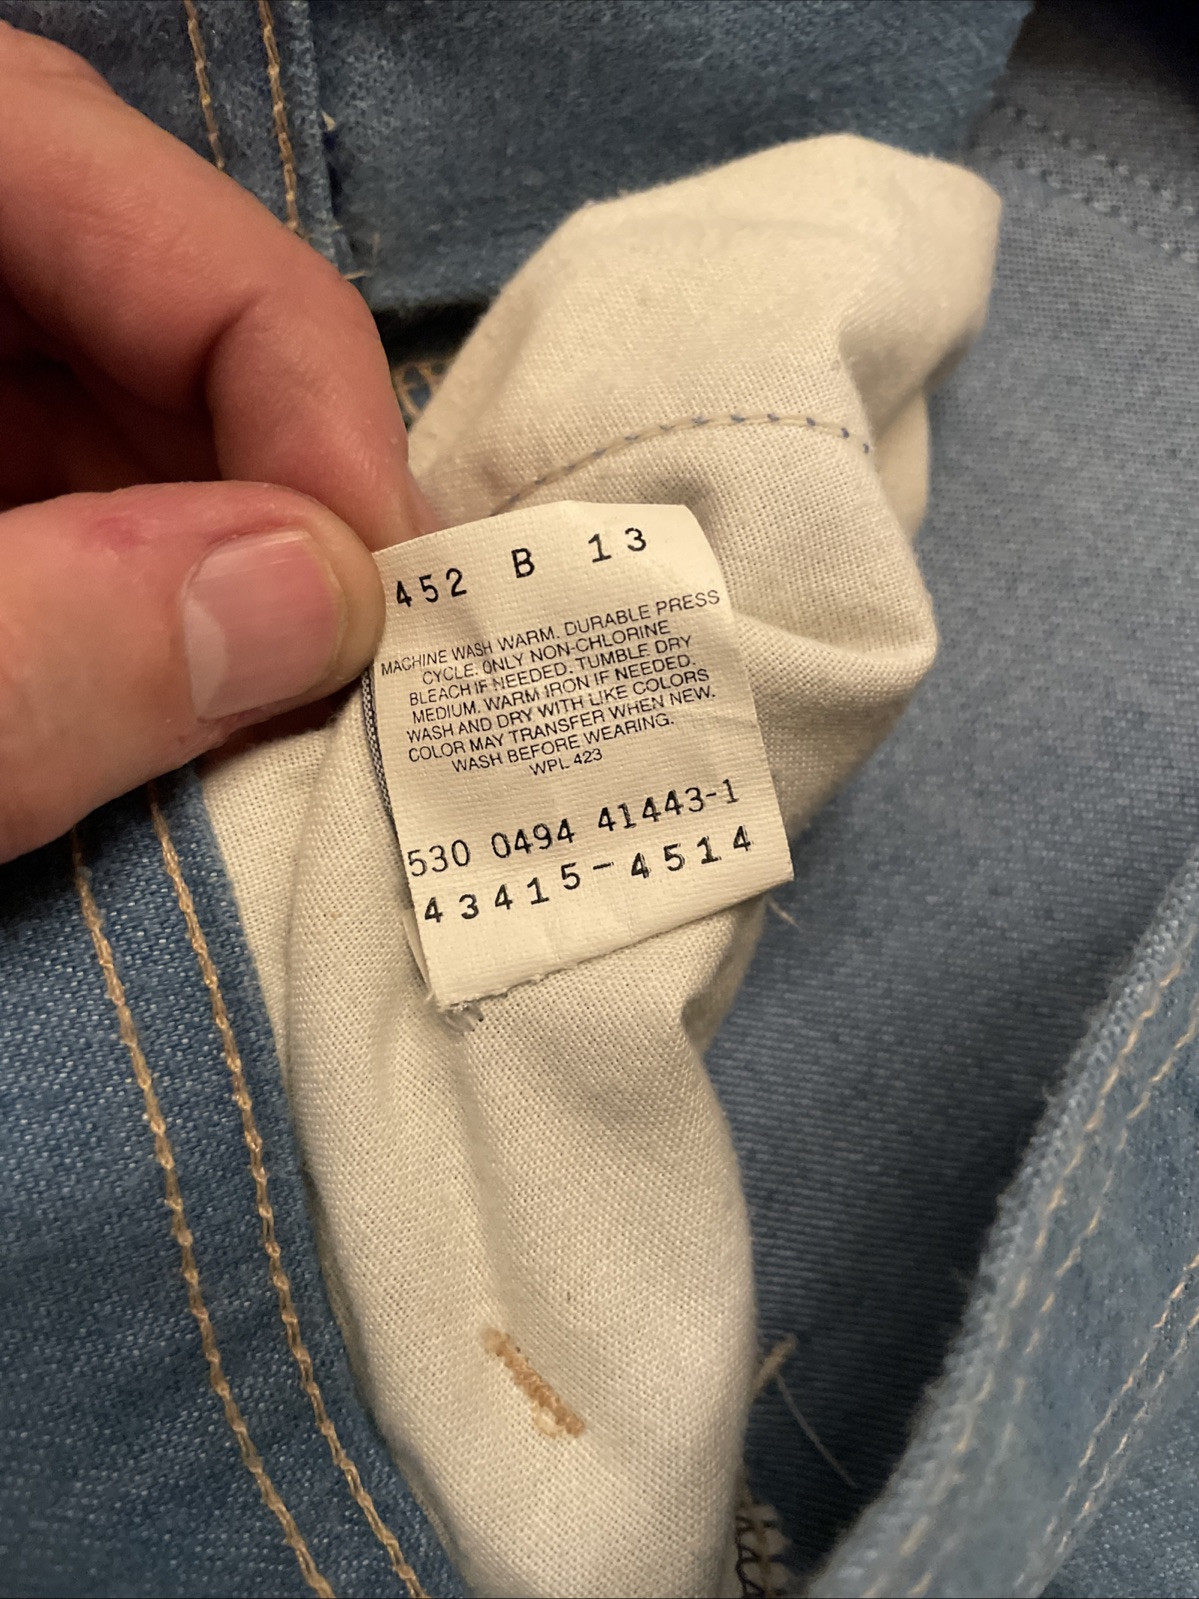 452 B 13
MACHINE WASH WARM. DURABLE PRESS
CYCLE. ONLY NON-CHLORINE
BLEACH IF NEEDED. TUMBLE DRY
MEDIUM. WARM IRON IF NEEDED.
WASH AND DRY WITH LIKE COLORS
COLOR MAY TRANSFER WHEN NEW.
WASH BEFORE WEARING.
WPL 423
530 0494 41443-1
43415-4514